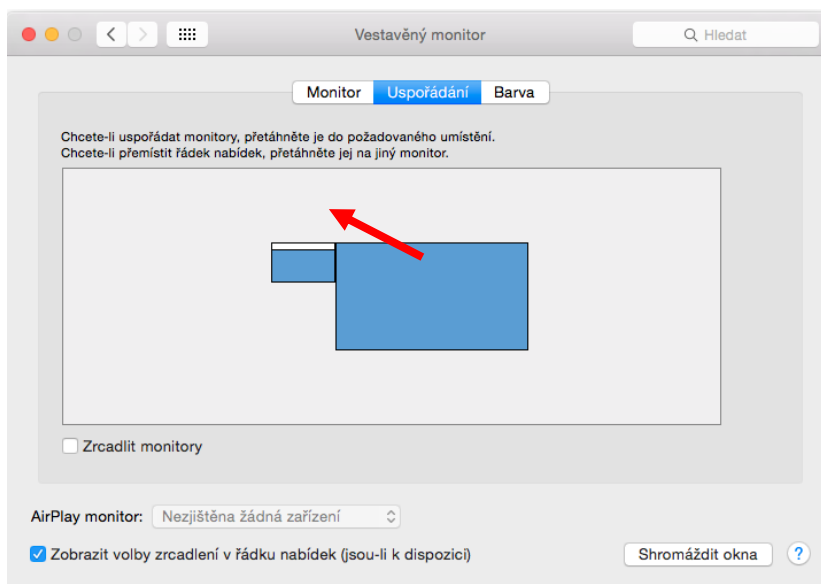 Vestavěný monitor
Hledat
Monitor Uspořádání Barva
Chcete-li uspořádat monitory, přetáhněte je do požadovaného umístění.
Chcete-li přemístit řádek nabídek, přetáhněte jej na jiný monitor.
Zrcadlit monitory
AirPlay monitor: Nezjištěna žádná zařízení
Zobrazit volby zrcadlení v řádku nabídek (jsou-li k dispozici)
Shromáždit okna ?